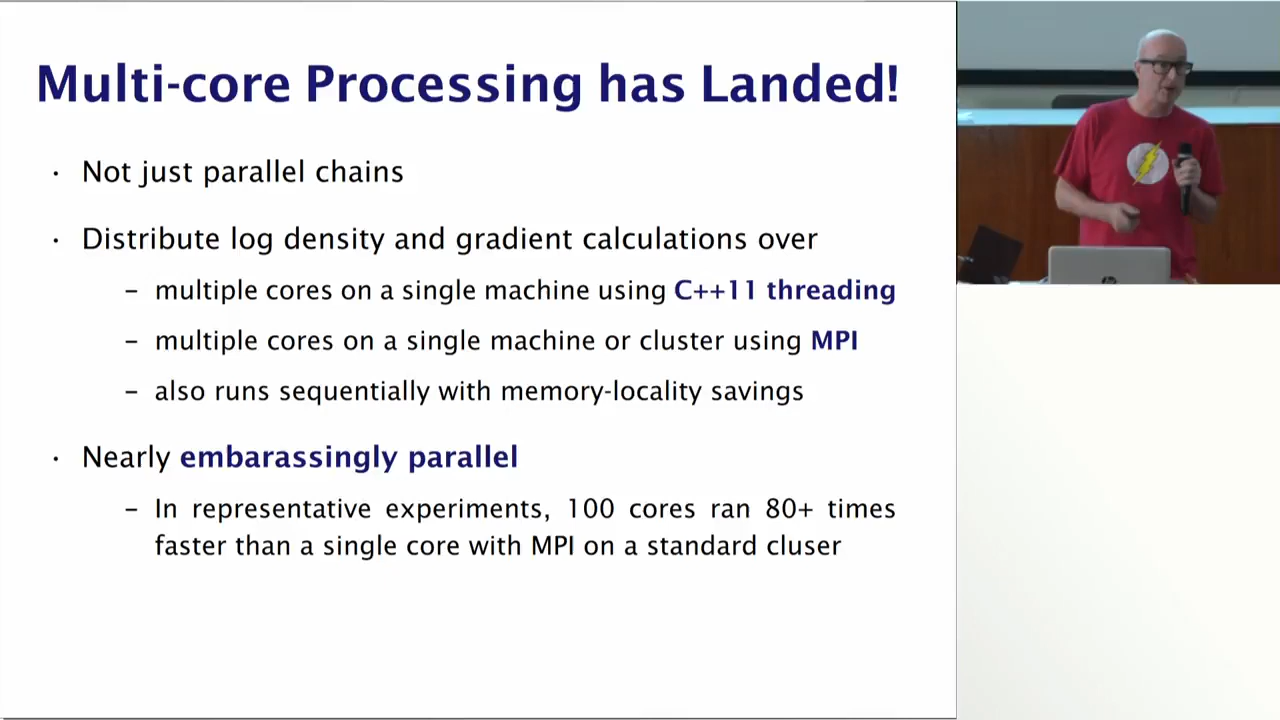 Multi-core Processing has Landed!
· Not just parallel chains
· Distribute log density and gradient calculations over
– multiple cores on a single machine using C++11 threading
– multiple cores on a single machine or cluster using MPI
– also runs sequentially with memory-locality savings
· Nearly embarassingly parallel
– In representative experiments, 100 cores ran 80+ times
faster than a single core with MPI on a standard cluser